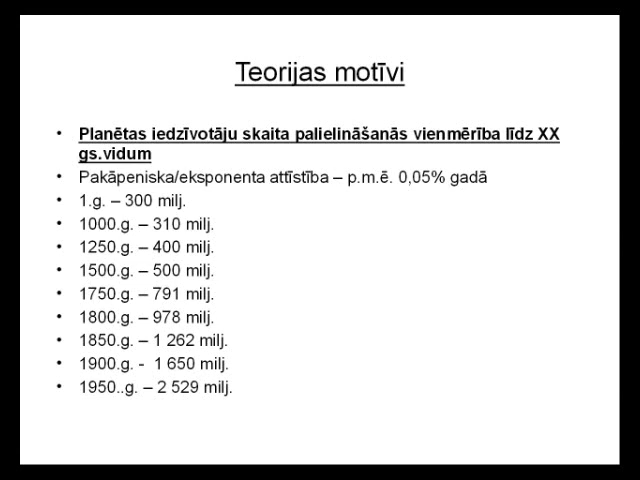 Teorijas motīvi
• Planētas iedzīvotāju skaita palielināšanās vienmērība līdz XX
gs.vidum
• Pakāpeniska/eksponenta attīstība – p.m.ē. 0,05% gadā
• 1.g. – 300 milj.
• 1000.g. – 310 milj.
• 1250.g. – 400 milj.
• 1500.g. – 500 milj.
• 1750.g. – 791 milj.
• 1800.g. – 978 milj.
• 1850.g. – 1 262 milj.
• 1900.g. - 1 650 milj.
• 1950..g. – 2 529 milj.